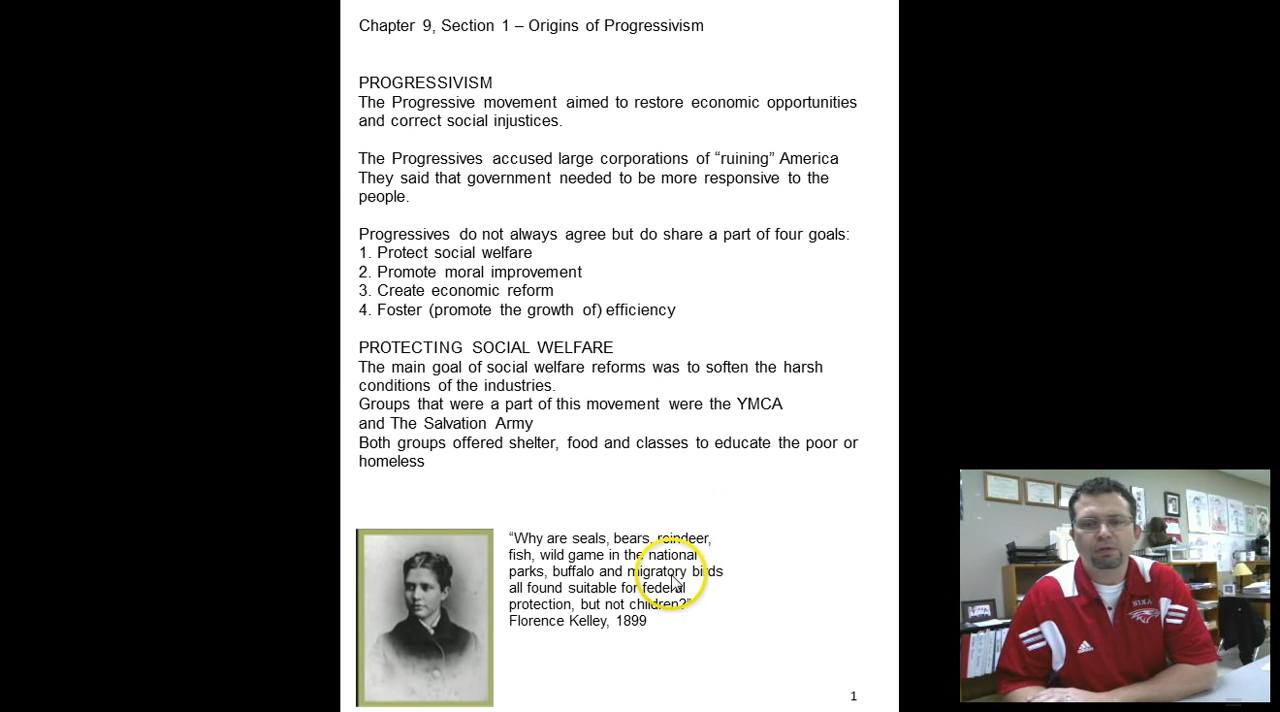 Chapter 9, Section 1 – Origins of Progressivism
PROGRESSIVISM
The Progressive movement aimed to restore economic opportunities
and correct social injustices.
The Progressives accused large corporations of “ruining” America
They said that government needed to be more responsive to the
people.
Progressives do not always agree but do share a part of four goals:
1. Protect social welfare
2. Promote moral improvement
3. Create economic reform
4. Foster (promote the growth of) efficiency
PROTECTING SOCIAL WELFARE
The main goal of social welfare reforms was to soften the harsh
conditions of the industries.
Groups that were a part of this movement were the YMCA
and The Salvation Army
Both groups offered shelter, food and classes to educate the poor or
homeless
“Why are seals, bears, reindeer,
fish, wild game in the national
parks, buffalo and migratory birds
all found suitable for federal
protection, but not children?”
Florence Kelley, 1899
1
NIXA
adidas